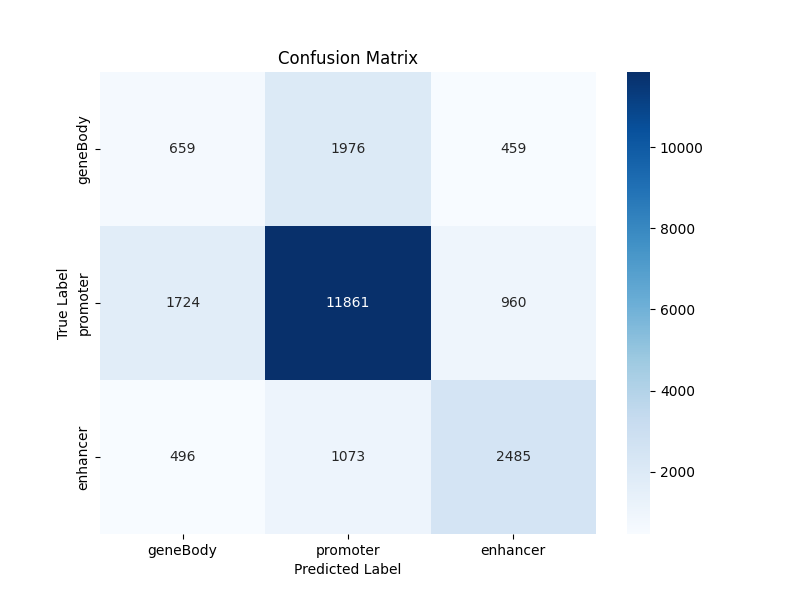 Confusion Matrix
geneBody
659 1976 459
True Label
promoter
1724 11861 960
enhancer
496 1073 2485
geneBody promoter enhancer
Predicted Label
10000
8000
6000
4000
2000